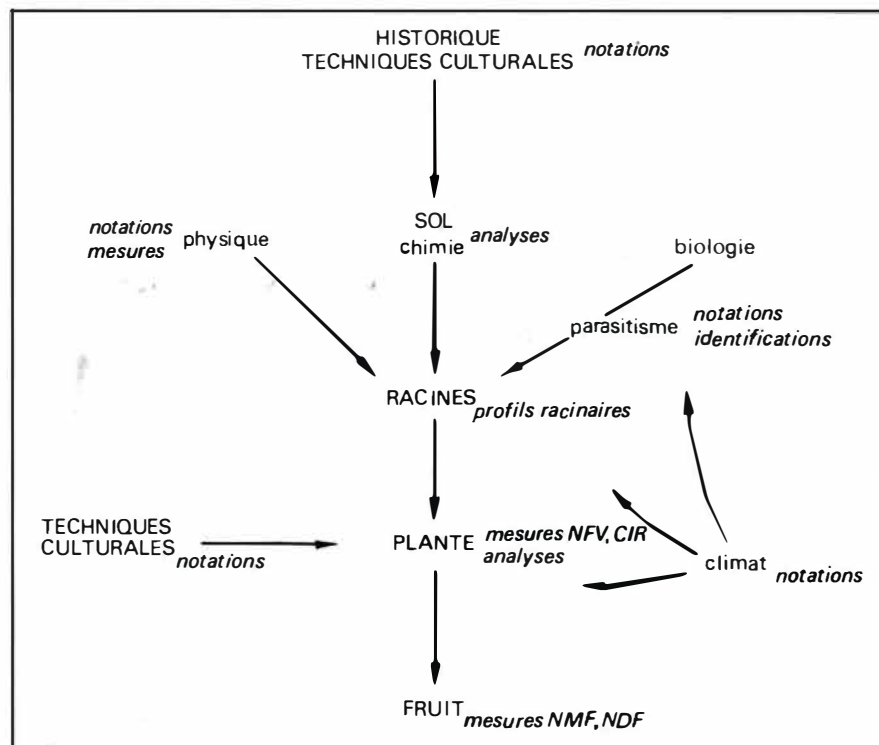 HISTORIQUE
TECHNIQUES CULTURALES notations
SOL
notations
mesures physique
chimie analyses
biologie
parasitisme
notations
identifications
RACINES profils racinaires
TECHNIQUES
CULTURALES notations
PLANTE mesures NFV, CIR
analyses
climat notations
FRUIT mesures NMF, NDF